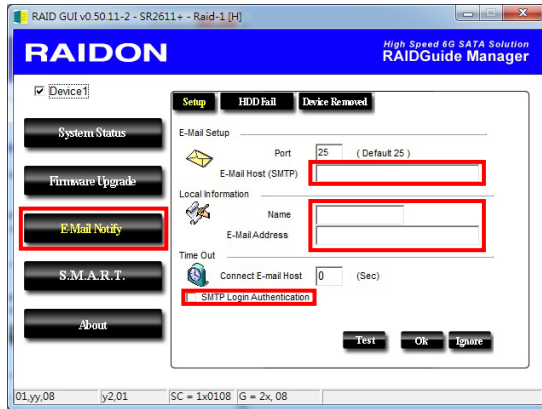 RAID GUI v0.50.11-2 - SR2611+ - Raid-1 [H]
RAIDON
High Speed 6G SATA Solution
RAIDGuide Manager
Device1
Setup HDD Fail Device Removed
System Status
Firmware Upgrade
E-Mail Notify
S.M.A.R.T.
About
E-Mail Setup
Port 25 ( Default 25 )
E-Mail Host (SMTP)
Local Information
Name
E-Mail Address
Time Out
Connect E-mail Host 0 (Sec)
SMTP Login Authentication
Test Ok Ignore
01,yy,08 y2,01 SC = 1x0108 G = 2x, 08